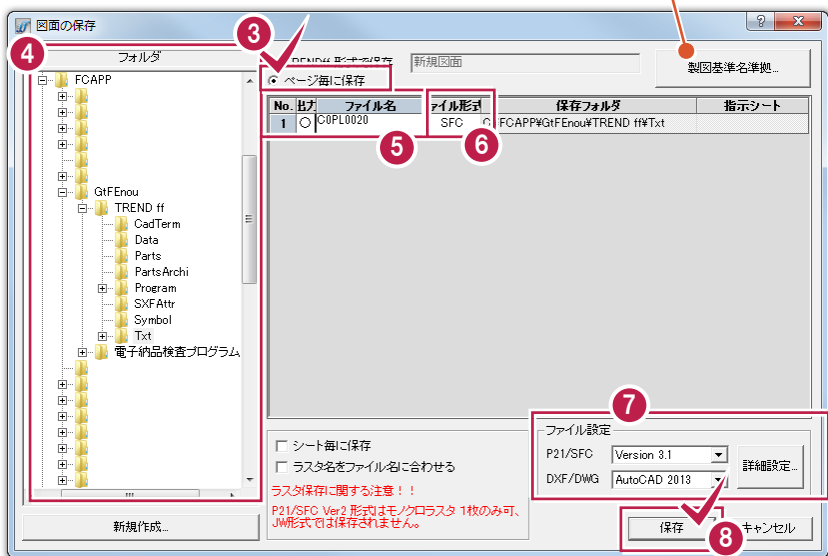 図面の保存
3
4
フォルダ
TRENDff 形式で保存
新規図面
製図基準名準拠...
ページ毎に保存
No.
出力
ファイル名
ファイル形式
保存フォルダ
指示シート
1
C0PL0020
SFC
C:¥FCAPP¥GtFEnou¥TREND ff¥Txt
5
6
FCAPP
GtFEnou
TREND ff
CadTerm
Data
Parts
PartsArchi
Program
SXFAttr
Symbol
Txt
電子納品検査プログラム
新規作成...
シート毎に保存
ラスタ名をファイル名に合わせる
ラスタ保存に関する注意!!
P21/SFC Ver2 形式はモノクロラスタ 1枚のみ可、
JW形式では保存されません。
7
ファイル設定
P21/SFC
Version 3.1
DXF/DWG
AutoCAD 2013
詳細設定...
保存
8
キャンセル